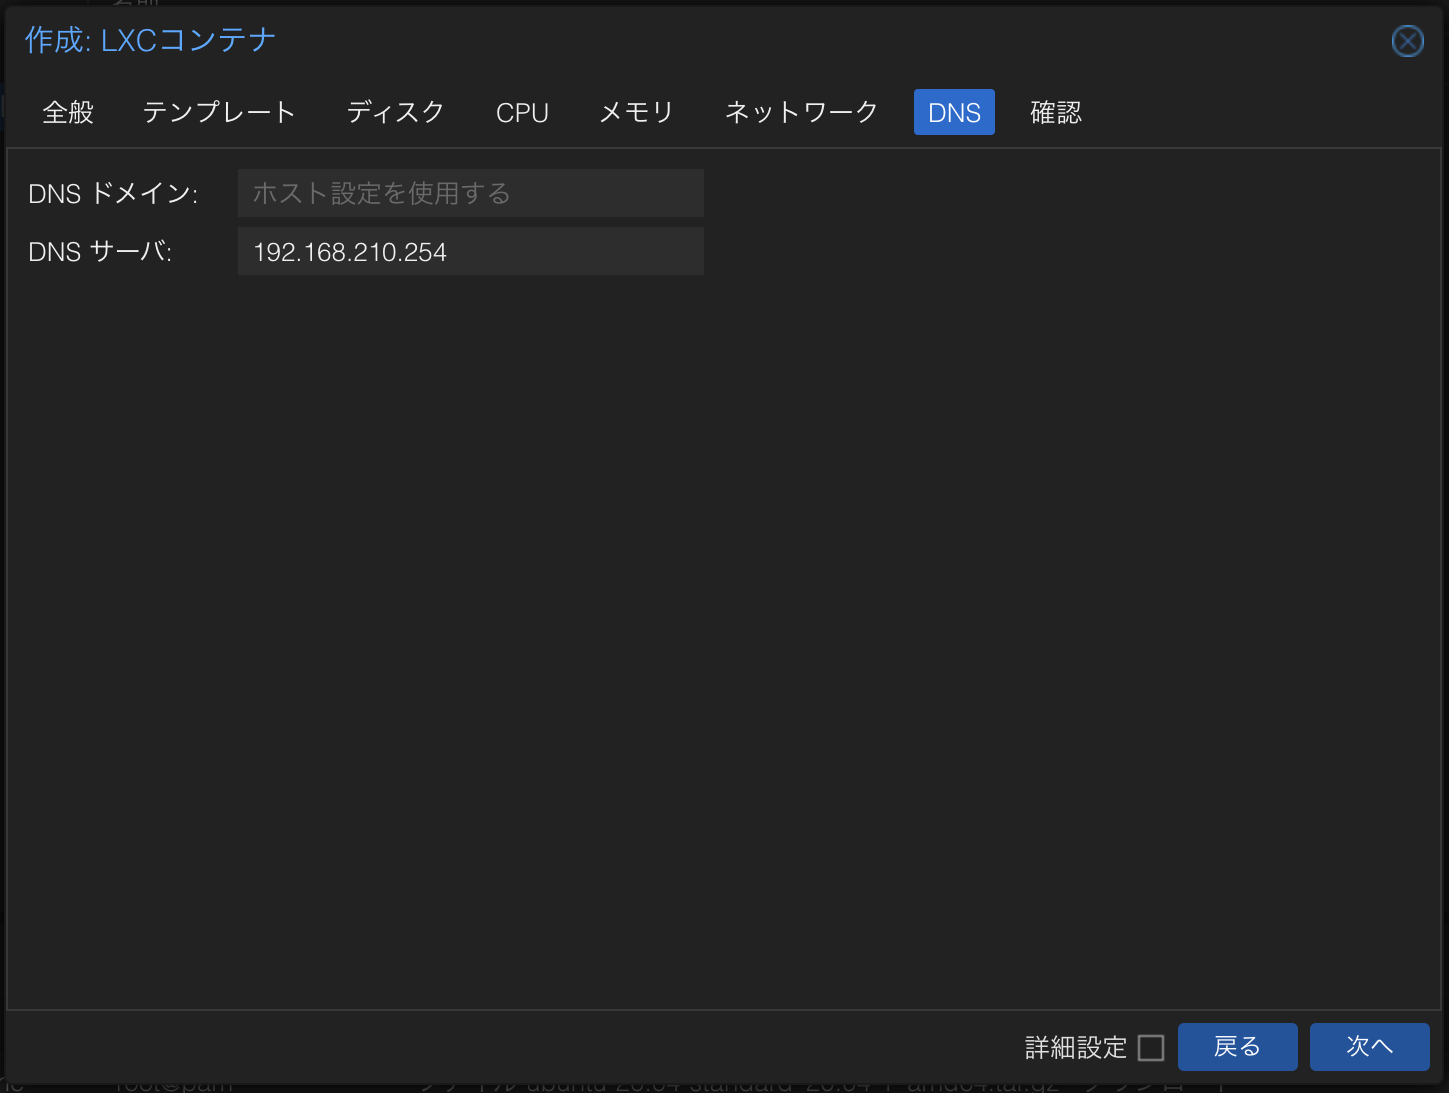 作成: LXCコンテナ
全般 テンプレート ディスク CPU メモリ ネットワーク DNS 確認
DNS ドメイン: ホスト設定を使用する
DNS サーバ: 192.168.210.254
詳細設定 戻る 次へ